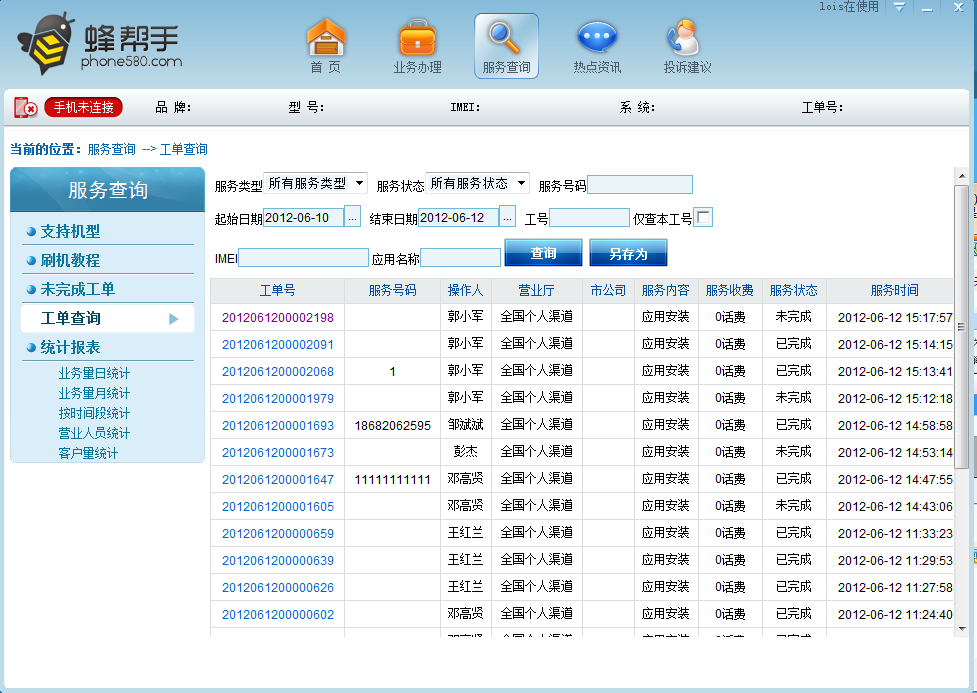 lois在使用
蜂帮手
phone580.com
首 页 业务办理 服务查询 热点资讯 投诉建议
手机未连接 品 牌: 型 号: IMEI: 系 统: 工单号:
当前的位置: 服务查询 --> 工单查询
服务查询
支持机型
刷机教程
未完成工单
工单查询
统计报表
业务量日统计
业务量月统计
按时间段统计
营业人员统计
客户量统计
服务类型 所有服务类型 服务状态 所有服务状态 服务号码
起始日期 2012-06-10 ... 结束日期 2012-06-12 ... 工号 仅查本工号
IMEI 应用名称 查询 另存为
工单号 服务号码 操作人 营业厅 市公司 服务内容 服务收费 服务状态 服务时间
2012061200002198 郭小军 全国个人渠道 应用安装 0话费 未完成 2012-06-12 15:17:57
2012061200002091 郭小军 全国个人渠道 应用安装 0话费 已完成 2012-06-12 15:14:15
2012061200002068 1 郭小军 全国个人渠道 应用安装 0话费 已完成 2012-06-12 15:13:41
2012061200001979 郭小军 全国个人渠道 应用安装 0话费 未完成 2012-06-12 15:12:18
2012061200001693 18682062595 邹斌斌 全国个人渠道 应用安装 0话费 已完成 2012-06-12 14:58:58
2012061200001673 彭杰 全国个人渠道 应用安装 0话费 未完成 2012-06-12 14:53:14
2012061200001647 11111111111 邓高贤 全国个人渠道 应用安装 0话费 已完成 2012-06-12 14:47:55
2012061200001605 邓高贤 全国个人渠道 应用安装 0话费 未完成 2012-06-12 14:43:06
2012061200000659 王红兰 全国个人渠道 应用安装 0话费 已完成 2012-06-12 11:33:23
2012061200000639 王红兰 全国个人渠道 应用安装 0话费 已完成 2012-06-12 11:29:53
2012061200000626 王红兰 全国个人渠道 应用安装 0话费 已完成 2012-06-12 11:27:58
2012061200000602 邓高贤 全国个人渠道 应用安装 0话费 已完成 2012-06-12 11:24:40